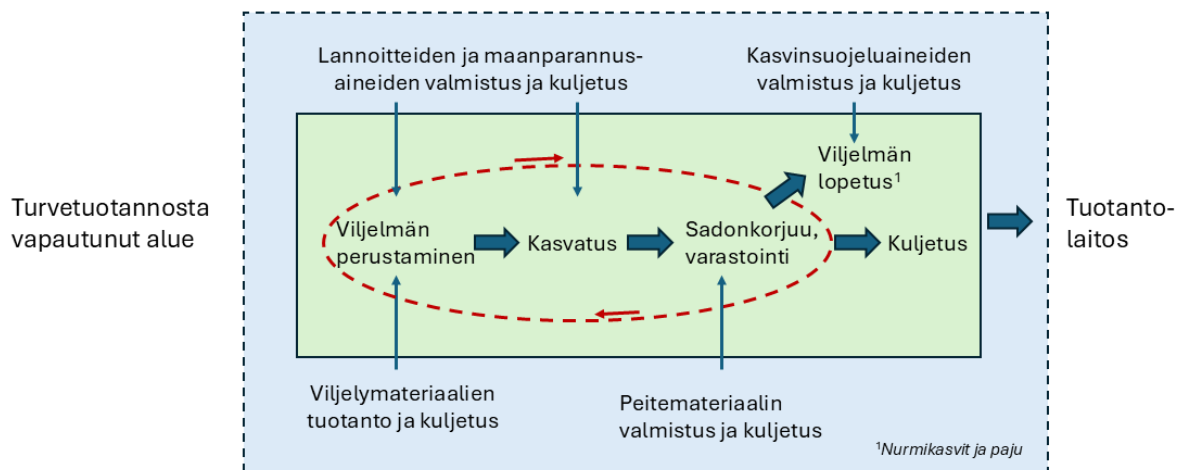 Lannoitteiden ja maanparannus-
aineiden valmistus ja kuljetus
Kasvinsuojeluaineiden
valmistus ja kuljetus
Turvetuotannosta
vapautunut alue
Viljelmän
perustaminen
Kasvatus
Sadonkorjuu,
varastointi
Viljelmän
lopetus¹
Kuljetus
Tuotanto-
laitos
Viljelymateriaalien
tuotanto ja kuljetus
Peitemateriaalin
valmistus ja kuljetus
¹Nurmikasvit ja paju